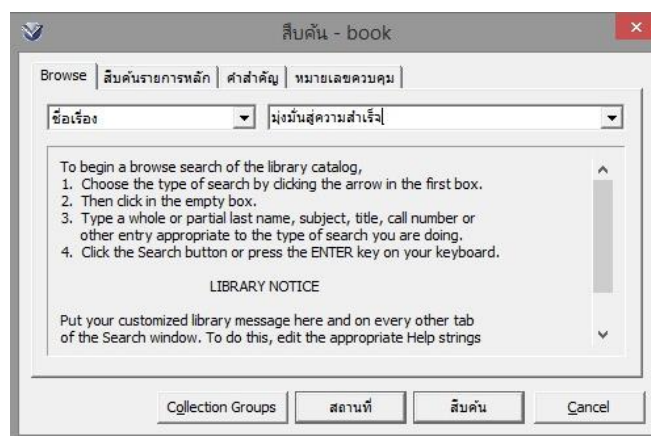 สืบค้น - book
Browse สืบค้นรายการหลัก คำสำคัญ หมายเลขควบคุม
ชื่อเรื่อง มุ่งมั่นสู่ความสำเร็จ
To begin a browse search of the library catalog,
1. Choose the type of search by clicking the arrow in the first box.
2. Then click in the empty box.
3. Type a whole or partial last name, subject, title, call number or
other entry appropriate to the type of search you are doing.
4. Click the Search button or press the ENTER key on your keyboard.
LIBRARY NOTICE
Put your customized library message here and on every other tab
of the Search window. To do this, edit the appropriate Help strings
Collection Groups สถานที่ สืบค้น Cancel